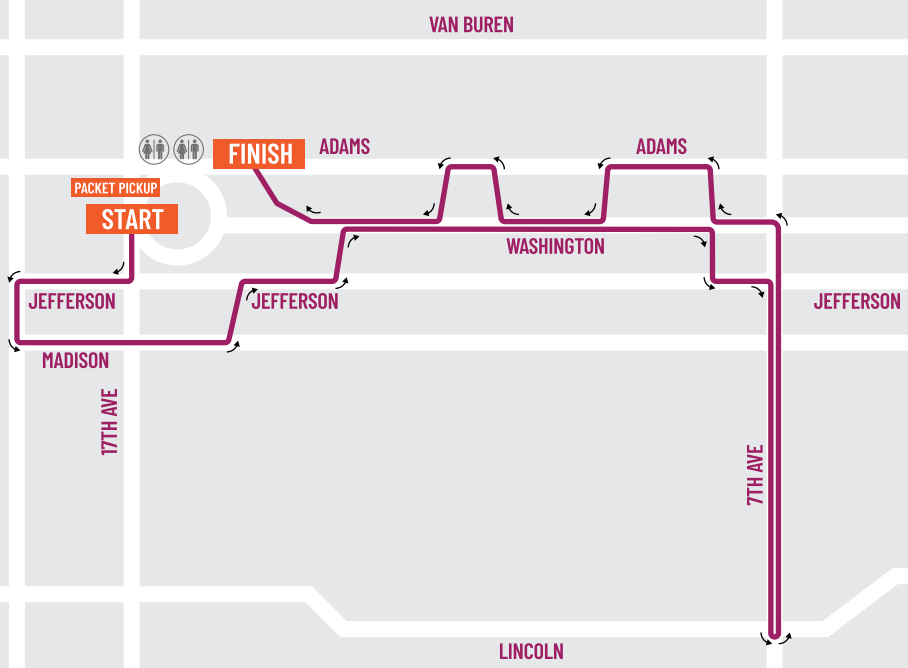 VAN BUREN
FINISH
ADAMS
ADAMS
PACKET PICKUP
START
WASHINGTON
JEFFERSON
JEFFERSON
JEFFERSON
MADISON
17TH AVE
7TH AVE
LINCOLN